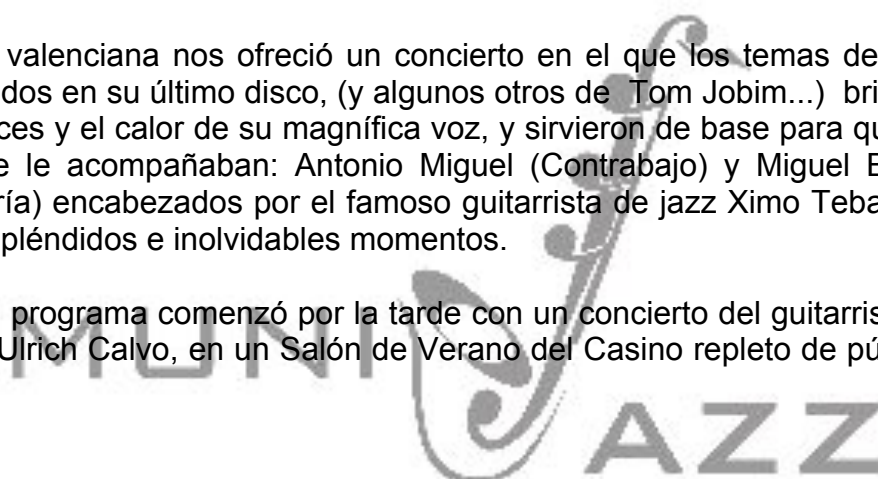 valenciana nos ofreció un concierto en el que los temas de
dos en su último disco, (y algunos otros de Tom Jobim...) bri
ces y el calor de su magnífica voz, y sirvieron de base para qu
e le acompañaban: Antonio Miguel (Contrabajo) y Miguel
ría) encabezados por el famoso guitarrista de jazz Ximo Teba
pléndidos e inolvidables momentos.
programa comenzó por la tarde con un concierto del guitarris
Ulrich Calvo, en un Salón de Verano del Casino repleto de pú
MUNI
JAZZ